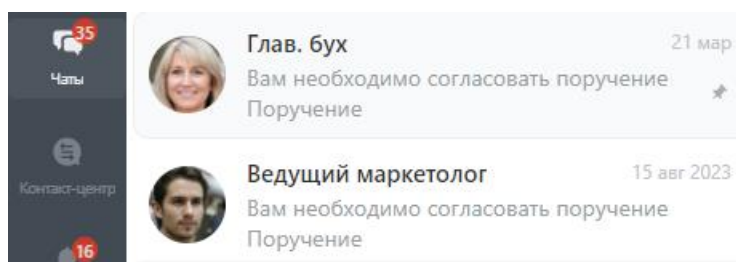 35
Чаты
Контакт-центр
16
Глав. бух
21 мар
Вам необходимо согласовать поручение
Поручение
Ведущий маркетолог
15 авг 2023
Вам необходимо согласовать поручение
Поручение